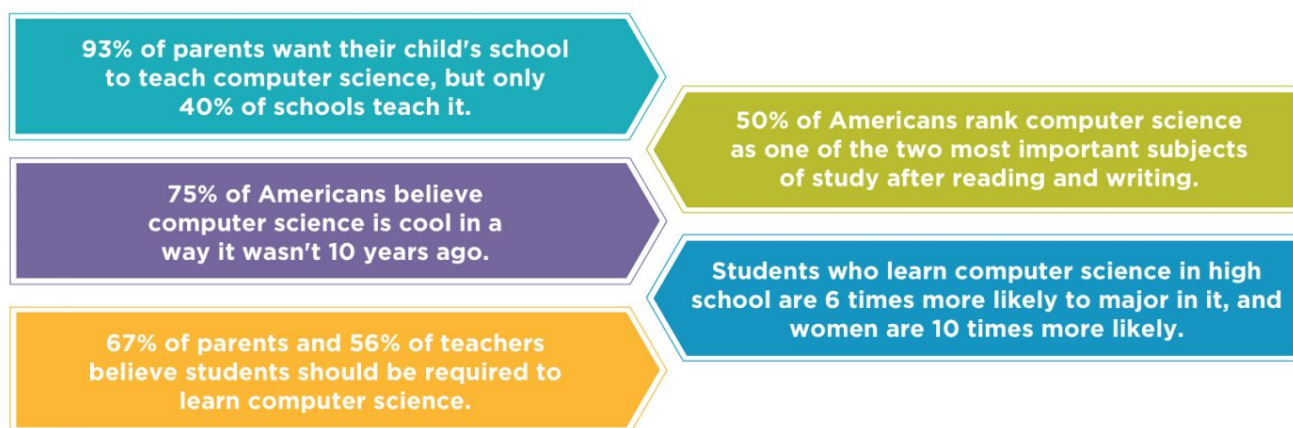 93% of parents want their child's school
to teach computer science, but only
40% of schools teach it.
75% of Americans believe
computer science is cool in a
way it wasn't 10 years ago.
67% of parents and 56% of teachers
believe students should be required to
learn computer science.
50% of Americans rank computer science
as one of the two most important subjects
of study after reading and writing.
Students who learn computer science in high
school are 6 times more likely to major in it, and
women are 10 times more likely.